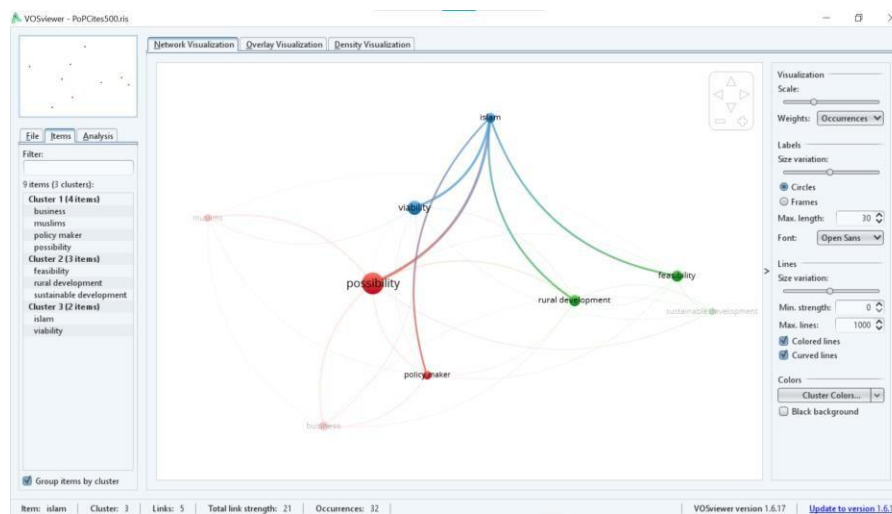 VOSviewer - PoPCites500.ris
Network Visualization Overlay Visualization Density Visualization
File Items Analysis
Filter:
9 items (3 clusters):
Cluster 1 (4 items)
business
muslims
policy maker
possibility
Cluster 2 (3 items)
feasibility
rural development
sustainable development
Cluster 3 (2 items)
islam
viability
Group items by cluster
islam
viability
muslims
possibility
feasibility
rural development
sustainable development
policy maker
business
Visualization
Scale:
Weights: Occurrences
Labels
Size variation:
Circles
Frames
Max. length: 30
Font: Open Sans
Lines
Size variation:
Min. strength: 0
Max. lines: 1000
Colored lines
Curved lines
Colors
Cluster Colors...
Black background
Item: islam Cluster: 3 Links: 5 Total link strength: 21 Occurrences: 32 VOSviewer version 1.6.17 Update to version